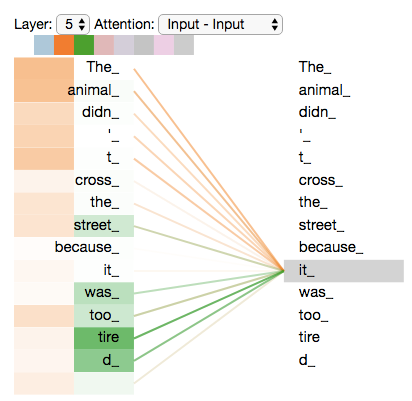 Layer: 5 Attention: Input - Input
The_ The_
animal_ animal_
didn_ didn_
'_ '_
t_ t_
cross_ cross_
the_ the_
street_ street_
because_ because_
it_ it_
was_ was_
too_ too_
tire tire
d_ d_